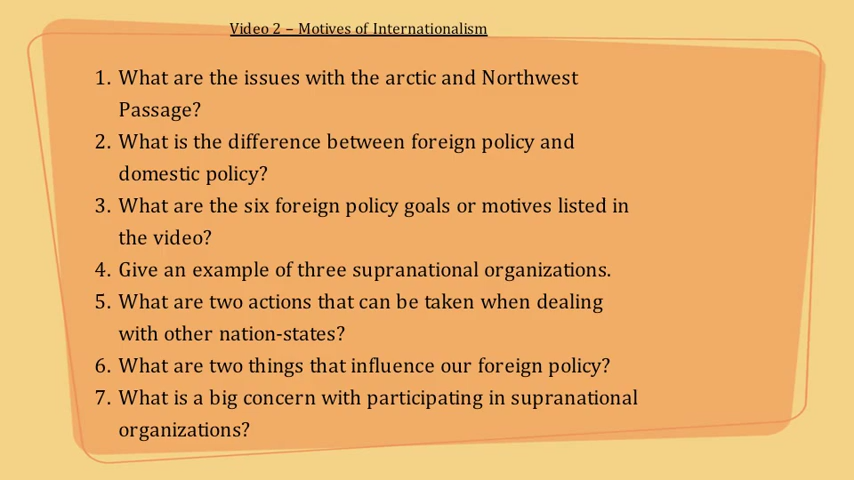 Video 2 – Motives of Internationalism
1. What are the issues with the arctic and Northwest
Passage?
2. What is the difference between foreign policy and
domestic policy?
3. What are the six foreign policy goals or motives listed in
the video?
4. Give an example of three supranational organizations.
5. What are two actions that can be taken when dealing
with other nation-states?
6. What are two things that influence our foreign policy?
7. What is a big concern with participating in supranational
organizations?